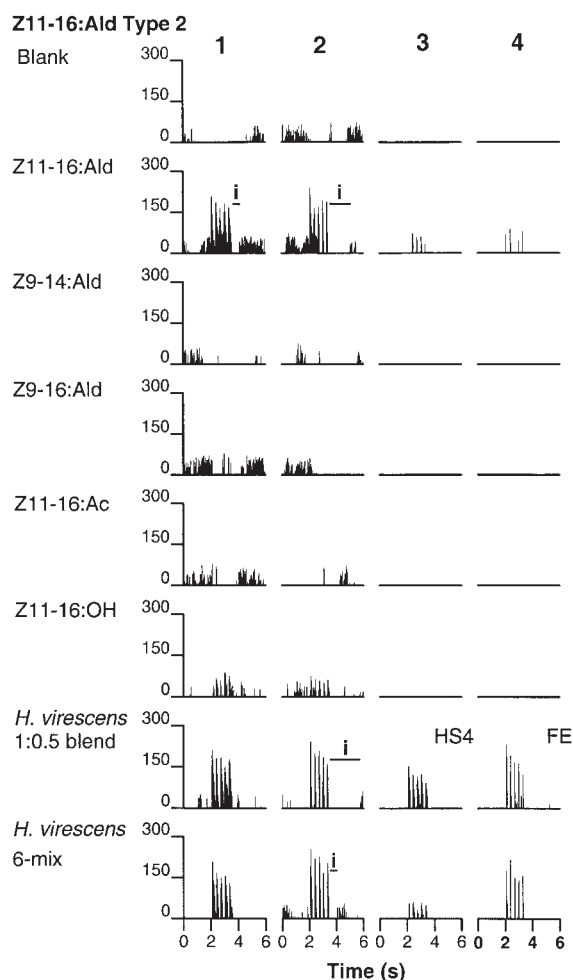 Z11-16:Ald Type 2
1 2 3 4
Blank
300
150
0
Z11-16:Ald
300
150
0
i i
Z9-14:Ald
300
150
0
Z9-16:Ald
300
150
0
Z11-16:Ac
300
150
0
Z11-16:OH
300
150
0
H. virescens
1:0.5 blend
300
150
0
i HS4 FE
H. virescens
6-mix
300
150
0
i
0 2 4 6 0 2 4 6 0 2 4 6 0 2 4 6
Time (s)